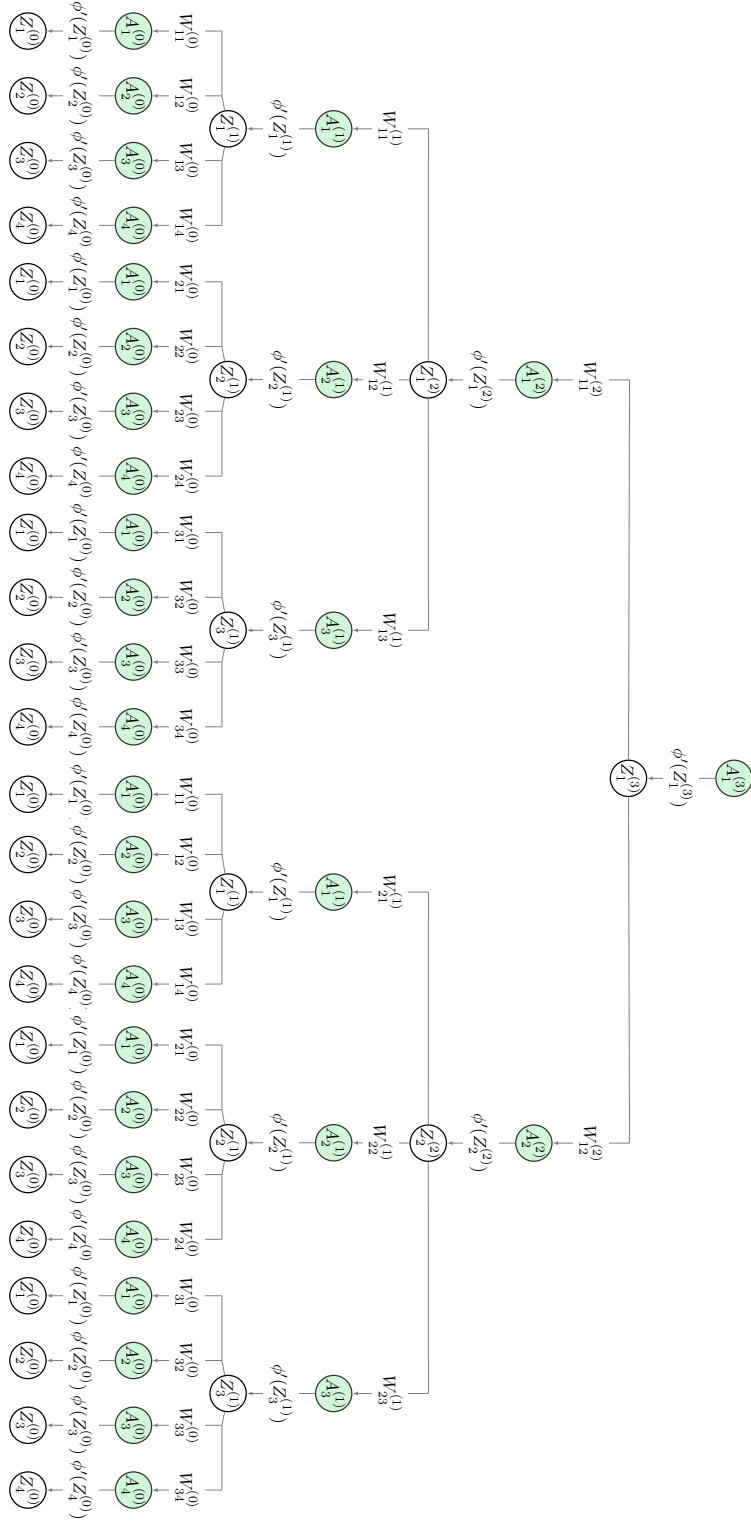 A_1^{(3)}
ϕ′(Z_1^{(3)})
Z_1^{(3)}
W_{11}^{(2)} W_{12}^{(2)}
A_1^{(2)} A_2^{(2)}
ϕ′(Z_1^{(2)}) ϕ′(Z_2^{(2)})
Z_1^{(2)} Z_2^{(2)}
W_{11}^{(1)} W_{12}^{(1)} W_{13}^{(1)} W_{21}^{(1)} W_{22}^{(1)} W_{23}^{(1)}
A_1^{(1)} A_2^{(1)} A_3^{(1)} A_1^{(1)} A_2^{(1)} A_3^{(1)}
ϕ′(Z_1^{(1)}) ϕ′(Z_2^{(1)}) ϕ′(Z_3^{(1)}) ϕ′(Z_1^{(1)}) ϕ′(Z_2^{(1)}) ϕ′(Z_3^{(1)})
Z_1^{(1)} Z_2^{(1)} Z_3^{(1)} Z_1^{(1)} Z_2^{(1)} Z_3^{(1)}
W_{11}^{(0)} W_{12}^{(0)} W_{13}^{(0)} W_{14}^{(0)} W_{21}^{(0)} W_{22}^{(0)} W_{23}^{(0)} W_{24}^{(0)} W_{31}^{(0)} W_{32}^{(0)} W_{33}^{(0)} W_{34}^{(0)} W_{11}^{(0)} W_{12}^{(0)} W_{13}^{(0)} W_{14}^{(0)} W_{21}^{(0)} W_{22}^{(0)} W_{23}^{(0)} W_{24}^{(0)} W_{31}^{(0)} W_{32}^{(0)} W_{33}^{(0)} W_{34}^{(0)}
A_1^{(0)} A_2^{(0)} A_3^{(0)} A_4^{(0)} A_1^{(0)} A_2^{(0)} A_3^{(0)} A_4^{(0)} A_1^{(0)} A_2^{(0)} A_3^{(0)} A_4^{(0)} A_1^{(0)} A_2^{(0)} A_3^{(0)} A_4^{(0)} A_1^{(0)} A_2^{(0)} A_3^{(0)} A_4^{(0)} A_1^{(0)} A_2^{(0)} A_3^{(0)} A_4^{(0)}
ϕ′(Z_1^{(0)}) ϕ′(Z_2^{(0)}) ϕ′(Z_3^{(0)}) ϕ′(Z_4^{(0)}) ϕ′(Z_1^{(0)}) ϕ′(Z_2^{(0)}) ϕ′(Z_3^{(0)}) ϕ′(Z_4^{(0)}) ϕ′(Z_1^{(0)}) ϕ′(Z_2^{(0)}) ϕ′(Z_3^{(0)}) ϕ′(Z_4^{(0)}) ϕ′(Z_1^{(0)}) ϕ′(Z_2^{(0)}) ϕ′(Z_3^{(0)}) ϕ′(Z_4^{(0)}) ϕ′(Z_1^{(0)}) ϕ′(Z_2^{(0)}) ϕ′(Z_3^{(0)}) ϕ′(Z_4^{(0)}) ϕ′(Z_1^{(0)}) ϕ′(Z_2^{(0)}) ϕ′(Z_3^{(0)}) ϕ′(Z_4^{(0)})
Z_1^{(0)} Z_2^{(0)} Z_3^{(0)} Z_4^{(0)} Z_1^{(0)} Z_2^{(0)} Z_3^{(0)} Z_4^{(0)} Z_1^{(0)} Z_2^{(0)} Z_3^{(0)} Z_4^{(0)} Z_1^{(0)} Z_2^{(0)} Z_3^{(0)} Z_4^{(0)} Z_1^{(0)} Z_2^{(0)} Z_3^{(0)} Z_4^{(0)} Z_1^{(0)} Z_2^{(0)} Z_3^{(0)} Z_4^{(0)}